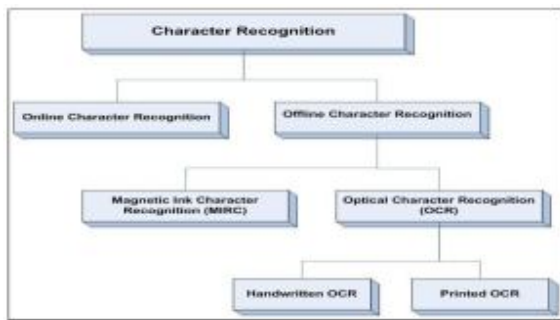 Character Recognition
Online Character Recognition
Offline Character Recognition
Magnetic Ink Character
Recognition (MIRC)
Optical Character Recognition
(OCR)
Handwritten OCR
Printed OCR